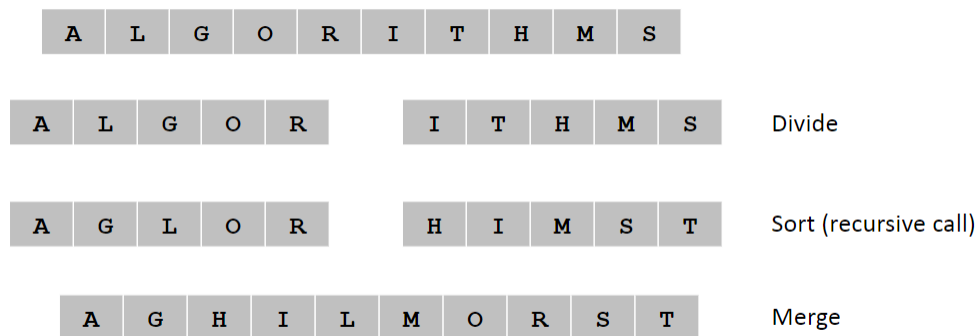 A L G O R I T H M S
A L G O R I T H M S Divide
A G L O R H I M S T Sort (recursive call)
A G H I L M O R S T Merge